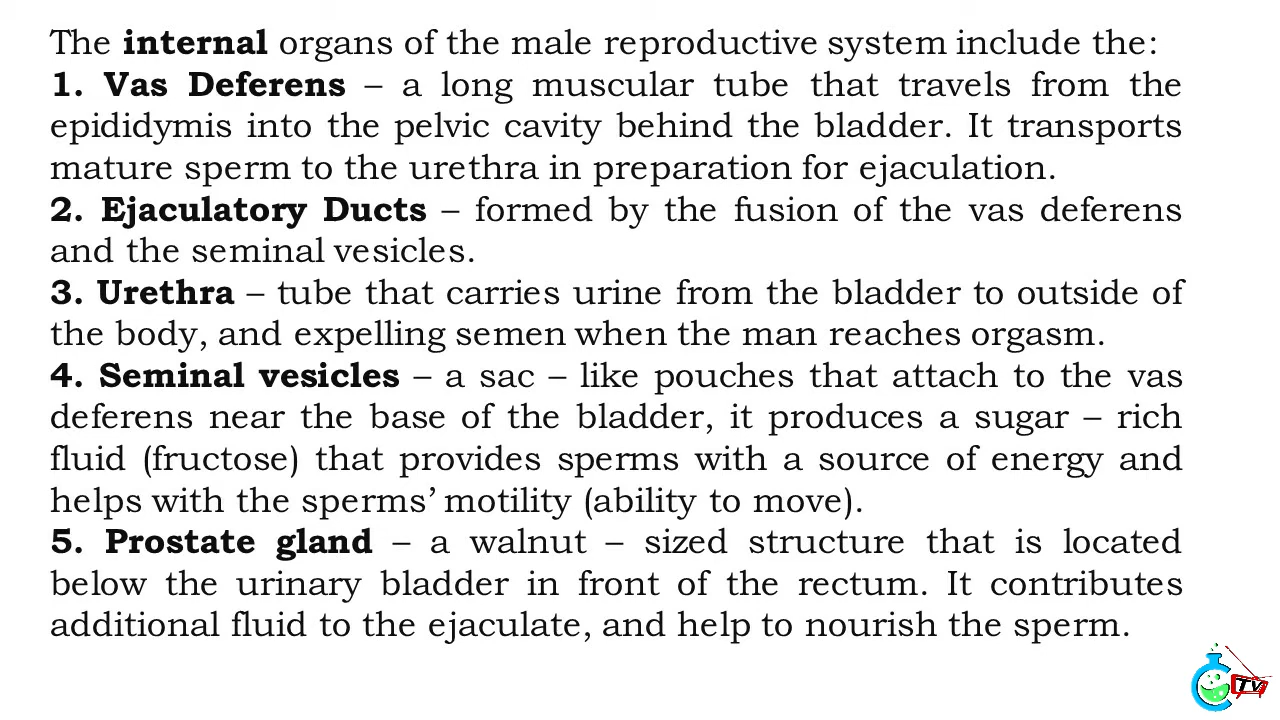 The internal organs of the male reproductive system include the:
1. Vas Deferens – a long muscular tube that travels from the
epididymis into the pelvic cavity behind the bladder. It transports
mature sperm to the urethra in preparation for ejaculation.
2. Ejaculatory Ducts – formed by the fusion of the vas deferens
and the seminal vesicles.
3. Urethra – tube that carries urine from the bladder to outside of
the body, and expelling semen when the man reaches orgasm.
4. Seminal vesicles – a sac – like pouches that attach to the vas
deferens near the base of the bladder, it produces a sugar – rich
fluid (fructose) that provides sperms with a source of energy and
helps with the sperms’ motility (ability to move).
5. Prostate gland – a walnut – sized structure that is located
below the urinary bladder in front of the rectum. It contributes
additional fluid to the ejaculate, and help to nourish the sperm.
TV